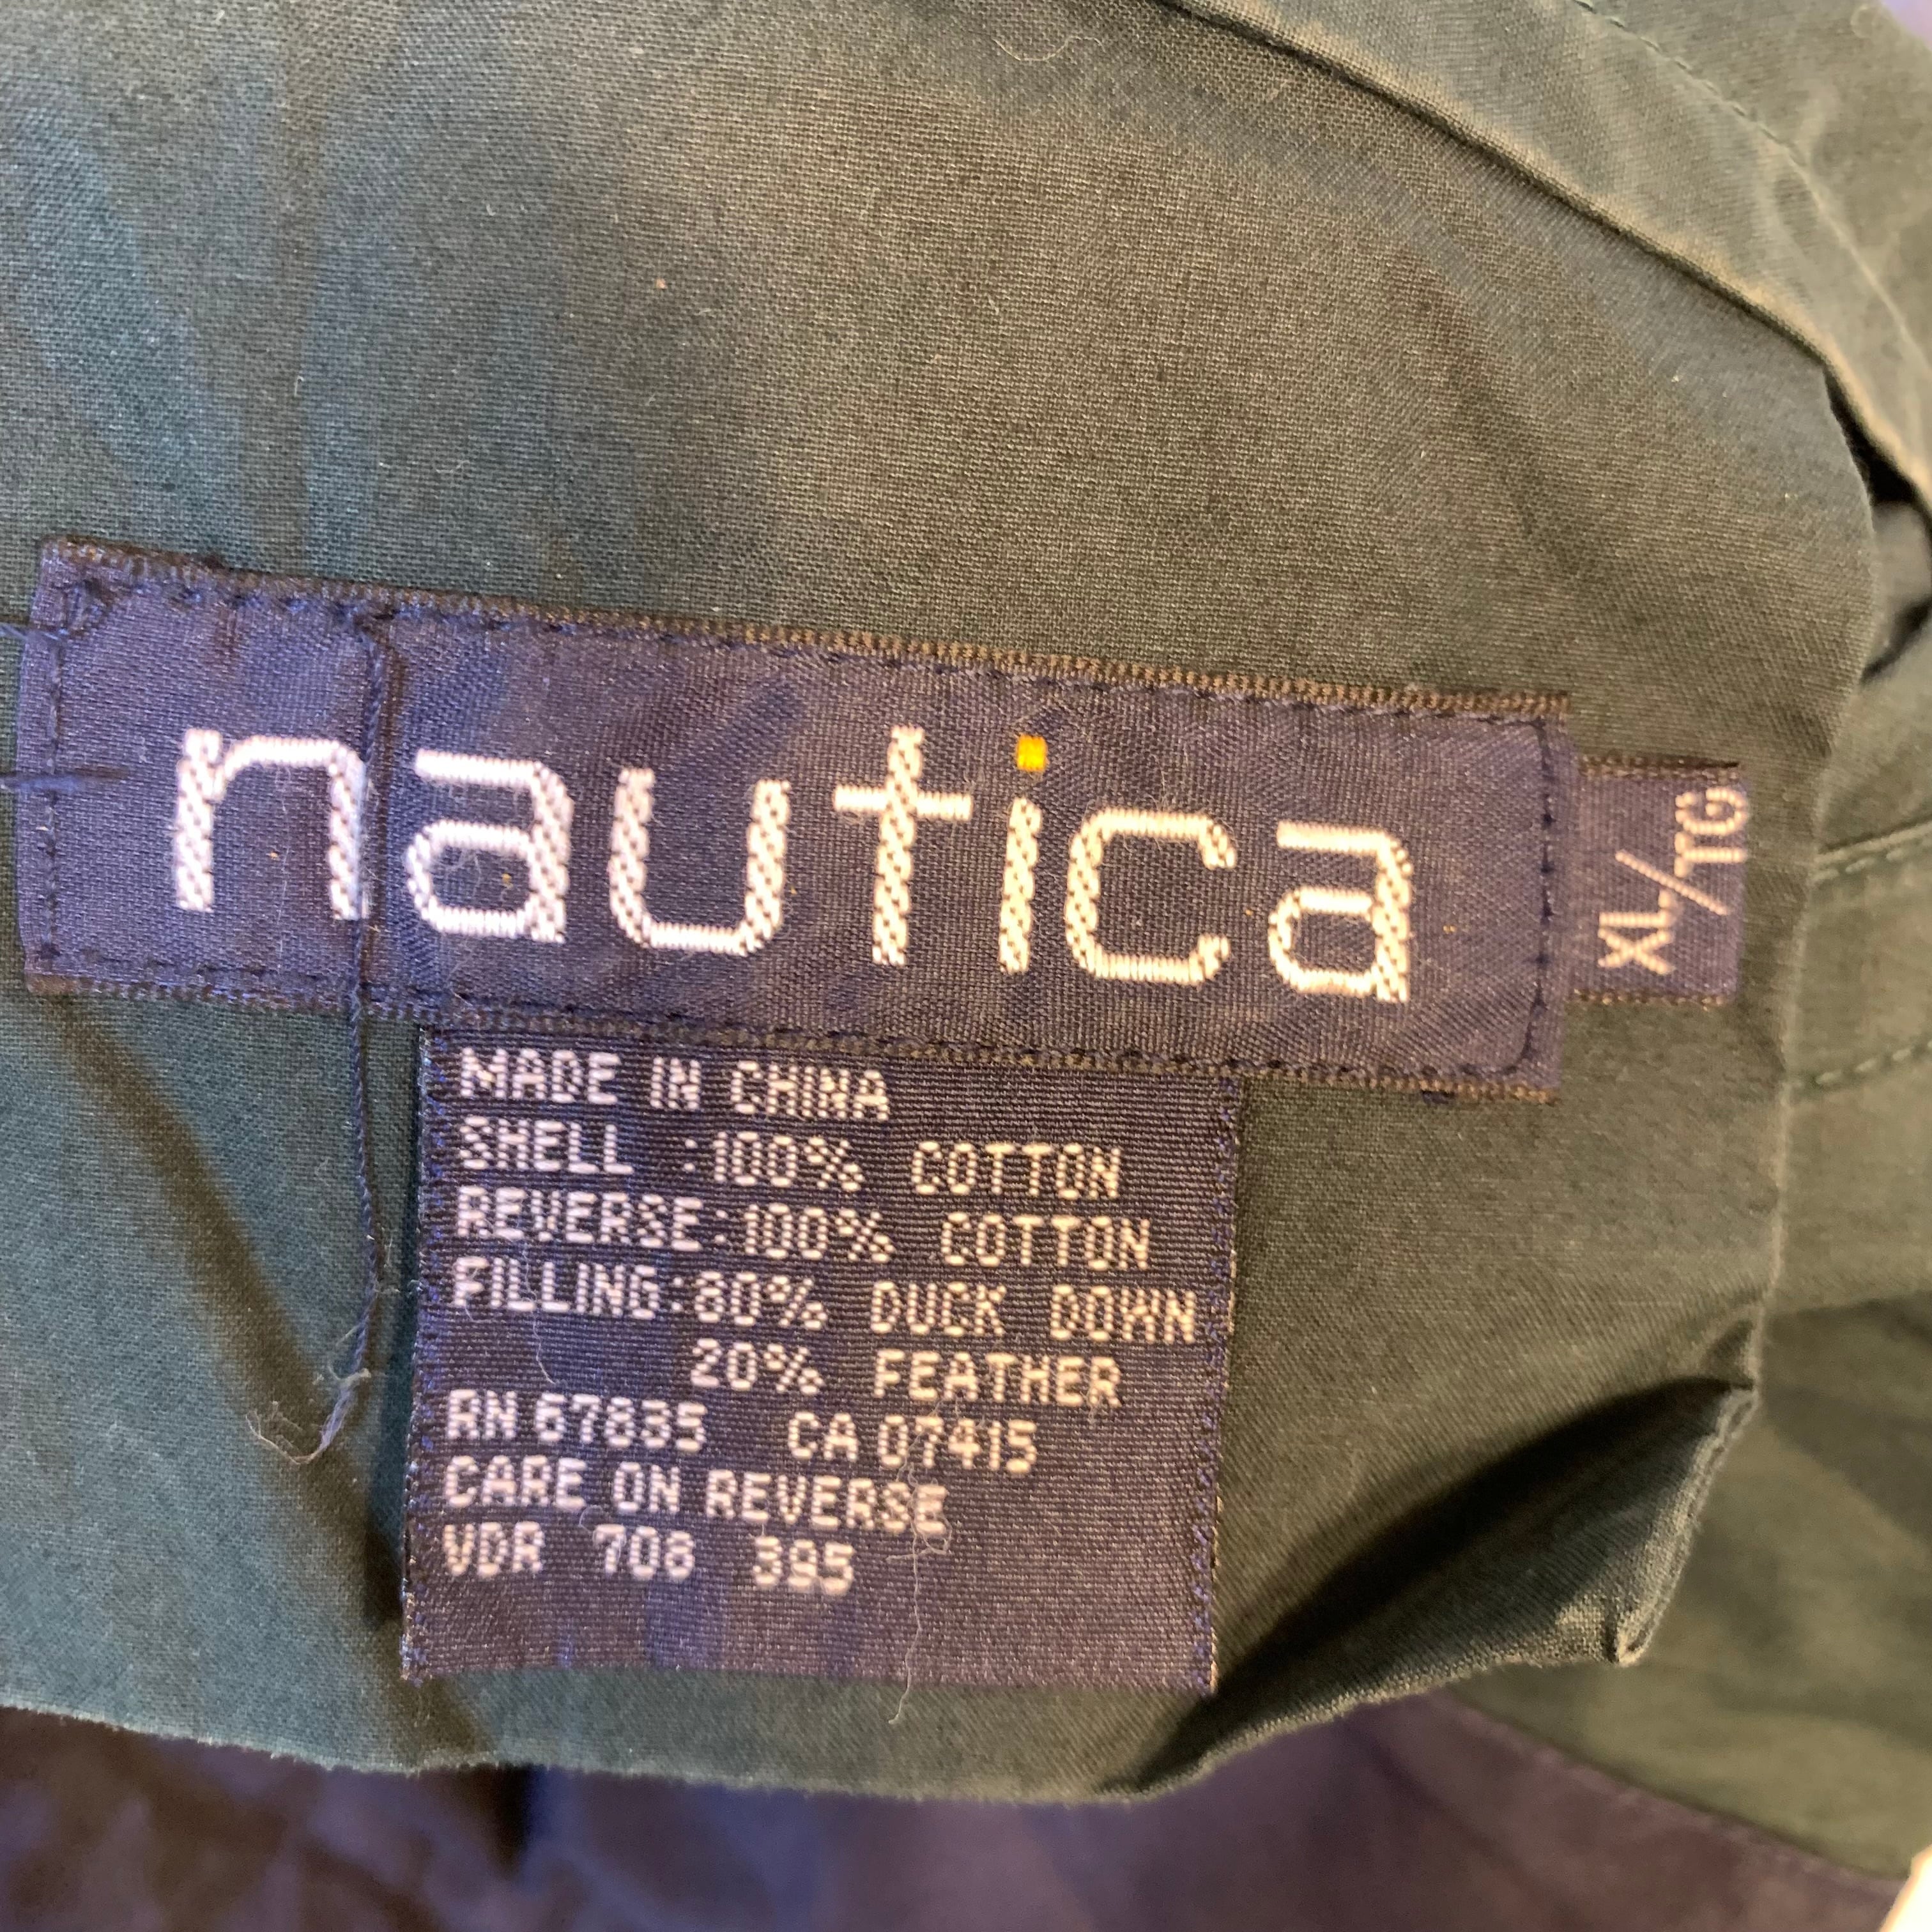 nautica
XL/TG
MADE IN CHINA
SHELL :100% COTTON
REVERSE:100% COTTON
FILLING:80% DUCK DOWN
20% FEATHER
RN 67835 CA 07415
CARE ON REVERSE
VDR 708 395